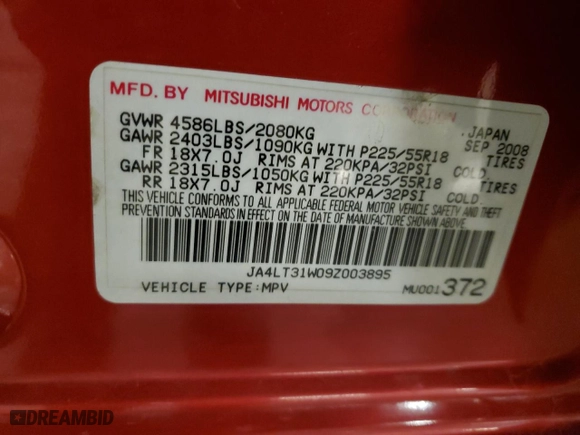 MFD. BY MITSUBISHI MOTORS CORPORATION
GVWR 4586LBS/2080KG JAPAN
GAWR 2403LBS/1090KG WITH P225/55R18 SEP 2008
FR 18X7.0J RIMS AT 220KPA/32PSI COLD. TIRES
GAWR 2315LBS/1050KG WITH P225/55R18 TIRES
RR 18X7.0J RIMS AT 220KPA/32PSI COLD.
THIS VEHICLE CONFORMS TO ALL APPLICABLE FEDERAL MOTOR VEHICLE SAFETY AND THEFT
PREVENTION STANDARDS IN EFFECT ON THE DATE OF MANUFACTURE SHOWN ABOVE.
JA4LT31W09Z003895
VEHICLE TYPE:MPV MU001372
DREAMBID